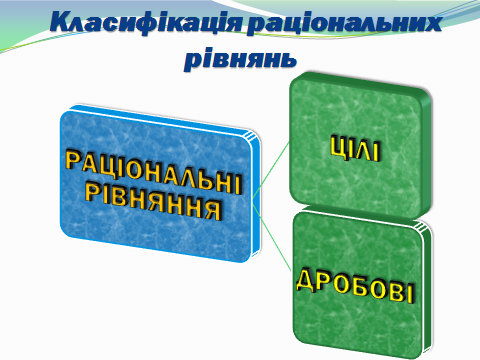 Класифікація раціональних
рівнянь
РАЦІОНАЛЬНІ
РІВНЯННЯ
ЦІЛІ
ДРОБОВІ